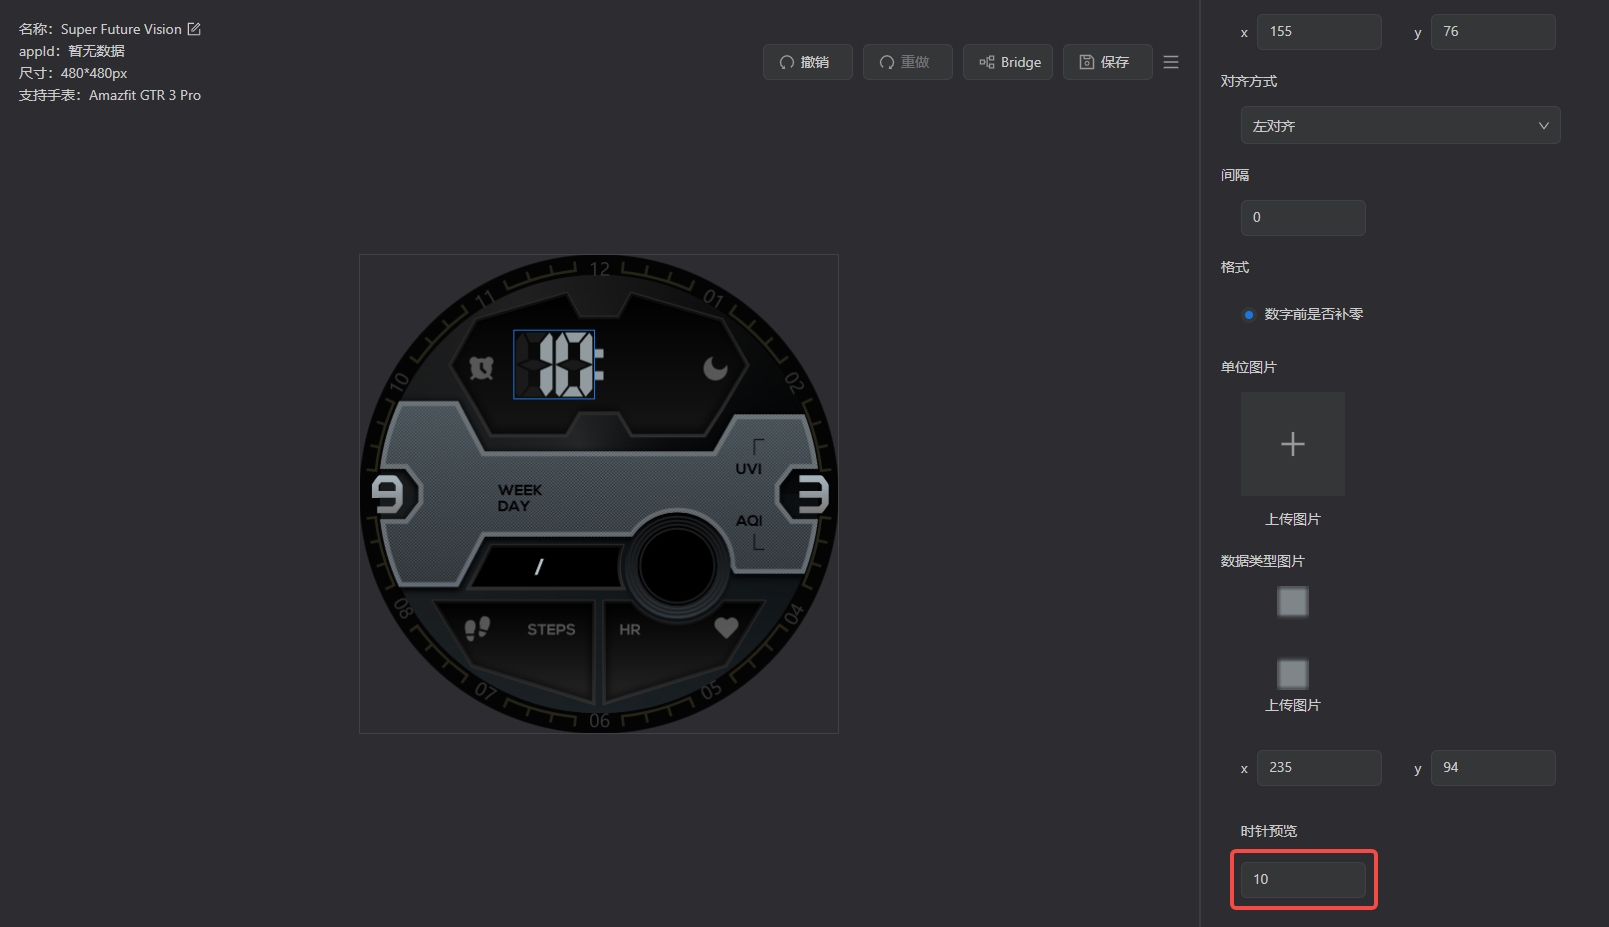 名称：Super Future Vision
appId：暂无数据
尺寸：480*480px
支持手表：Amazfit GTR 3 Pro
撤销
重做
Bridge
保存
12
11
01
10
02
10:
UVI
9
WEEK
DAY
3
AQI
/
08
04
STEPS
HR
07
05
06
x 155 y 76
对齐方式
左对齐
间隔
0
格式
数字前是否补零
单位图片
上传图片
数据类型图片
上传图片
x 235 y 94
时针预览
10